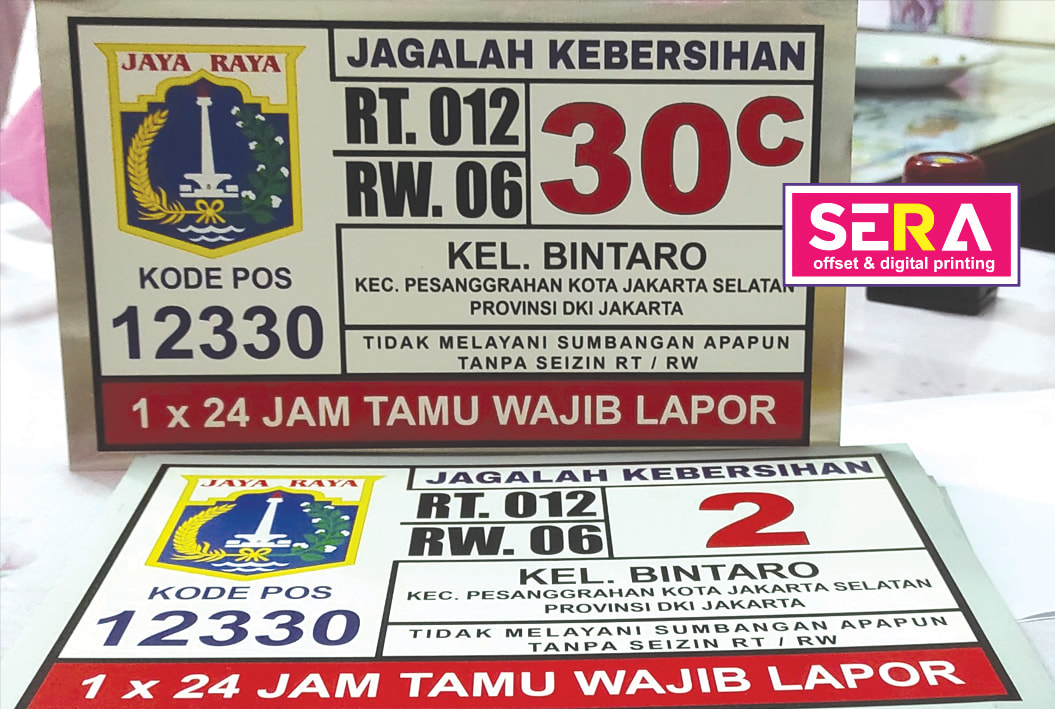 JAYA RAYA
KODE POS
12330
JAGALAH KEBERSIHAN
RT. 012
RW. 06
30C
KEL. BINTARO
KEC. PESANGGRAHAN KOTA JAKARTA SELATAN
PROVINSI DKI JAKARTA
TIDAK MELAYANI SUMBANGAN APAPUN
TANPA SEIZIN RT / RW
1 x 24 JAM TAMU WAJIB LAPOR
SERA
offset & digital printing
JAYA RAYA
KODE POS
12330
JAGALAH KEBERSIHAN
RT. 012
RW. 06
2
KEL. BINTARO
KEC. PESANGGRAHAN KOTA JAKARTA SELATAN
PROVINSI DKI JAKARTA
TIDAK MELAYANI SUMBANGAN APAPUN
TANPA SEIZIN RT / RW
1 x 24 JAM TAMU WAJIB LAPOR